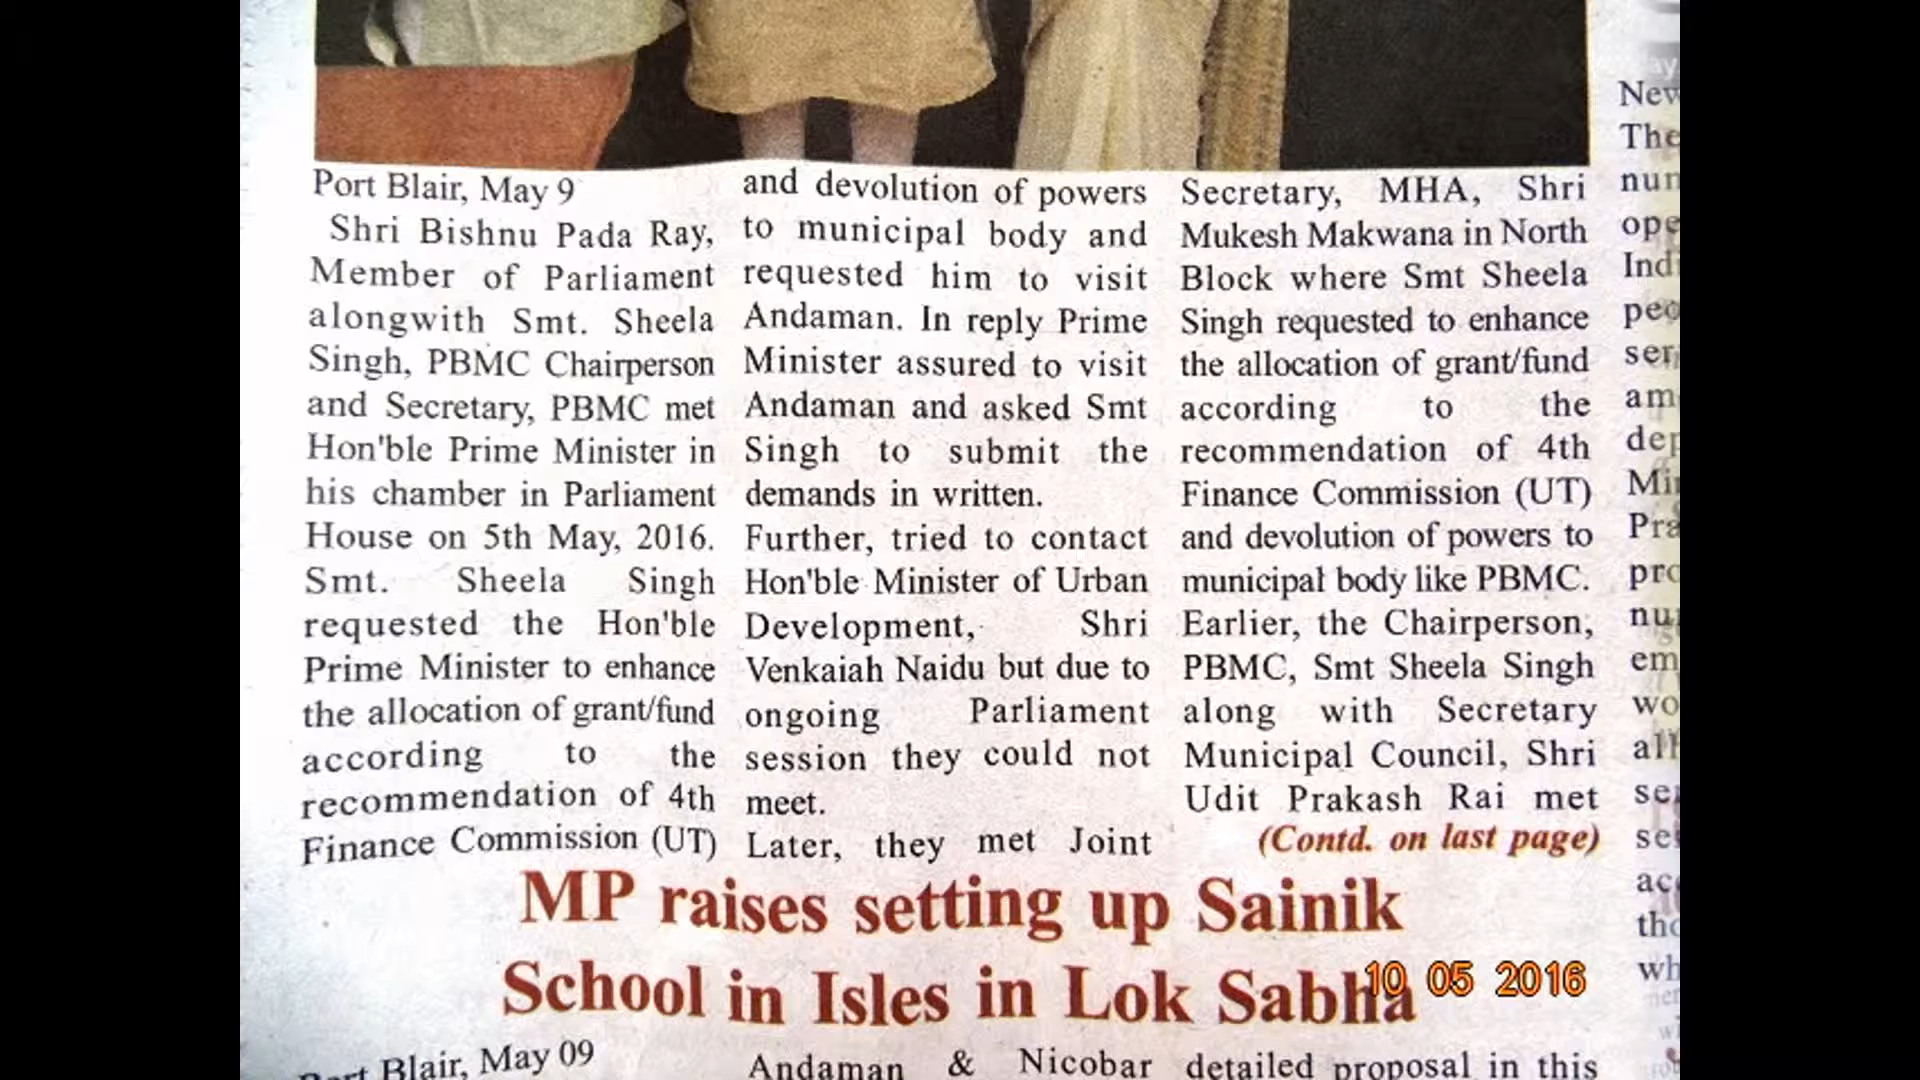 Port Blair, May 9
Shri Bishnu Pada Ray,
Member of Parliament
alongwith Smt. Sheela
Singh, PBMC Chairperson
and Secretary, PBMC met
Hon'ble Prime Minister in
his chamber in Parliament
House on 5th May, 2016.
Smt. Sheela Singh
requested the Hon'ble
Prime Minister to enhance
the allocation of grant/fund
according to the
recommendation of 4th
Finance Commission (UT)
and devolution of powers
to municipal body and
requested him to visit
Andaman. In reply Prime
Minister assured to visit
Andaman and asked Smt
Singh to submit the
demands in written.
Further, tried to contact
Hon'ble Minister of Urban
Development, Shri
Venkaiah Naidu but due to
ongoing Parliament
session they could not
meet.
Later, they met Joint
Secretary, MHA, Shri
Mukesh Makwana in North
Block where Smt Sheela
Singh requested to enhance
the allocation of grant/fund
according to the
recommendation of 4th
Finance Commission (UT)
and devolution of powers to
municipal body like PBMC.
Earlier, the Chairperson,
PBMC, Smt Sheela Singh
along with Secretary
Municipal Council, Shri
Udit Prakash Rai met
(Contd. on last page)
MP raises setting up Sainik
School in Isles in Lok Sabha
10 05 2016
Port Blair, May 09
Andaman & Nicobar
detailed proposal in this